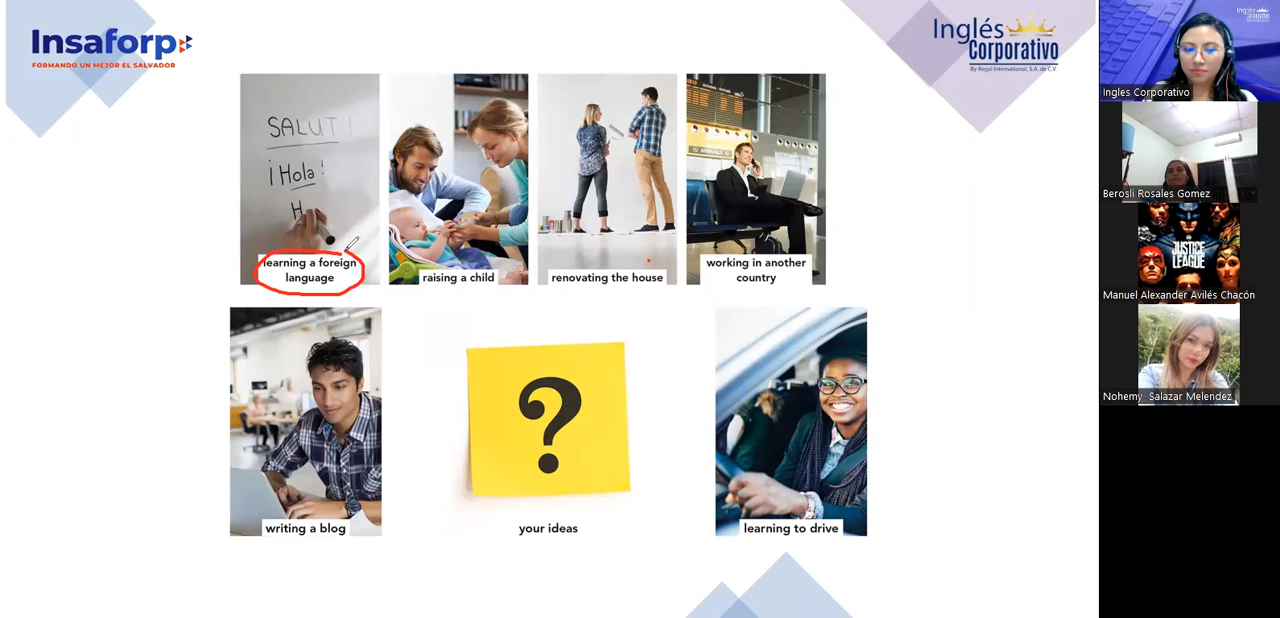 Insaforp
FORMANDO UN MEJOR EL SALVADOR
Inglés
Corporativo
By Regal International, S.A. de C.V.
SALUT!
¡Hola!
H
learning a foreign
language
raising a child
renovating the house
working in another
country
writing a blog
?
your ideas
learning to drive
Ingles Corporativo
Berosli Rosales Gomez
JUSTICE
LEAGUE
Manuel Alexander Avilés Chacón
Nohemy Salazar Melendez